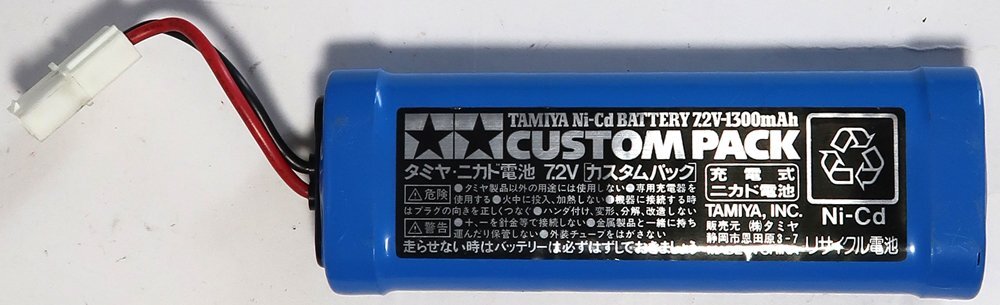 TAMIYA Ni-Cd BATTERY 7.2V-1300mAh
CUSTOM PACK
タミヤ・ニカド電池 7.2V カスタムパック
充電式
ニカド電池
危険 ●タミヤ製品以外の用途には使用しない●専用充電器を
使用する●火中に投入、加熱しない●機器に接続する時
はプラグの向きを正しくつなぐ●ハンダ付け、変形、分解、改造しない
警告 ●+、-を針金等で接続しない●金属製品と一緒に持ち
運んだり保管しない●外装チューブをはがさない
走らせない時はバッテリーは必ずはずしておきましょう
TAMIYA, INC.
販売元 (株)タミヤ
静岡市恩田原3-7
MADE IN CHINA
Ni-Cd
リサイクル電池